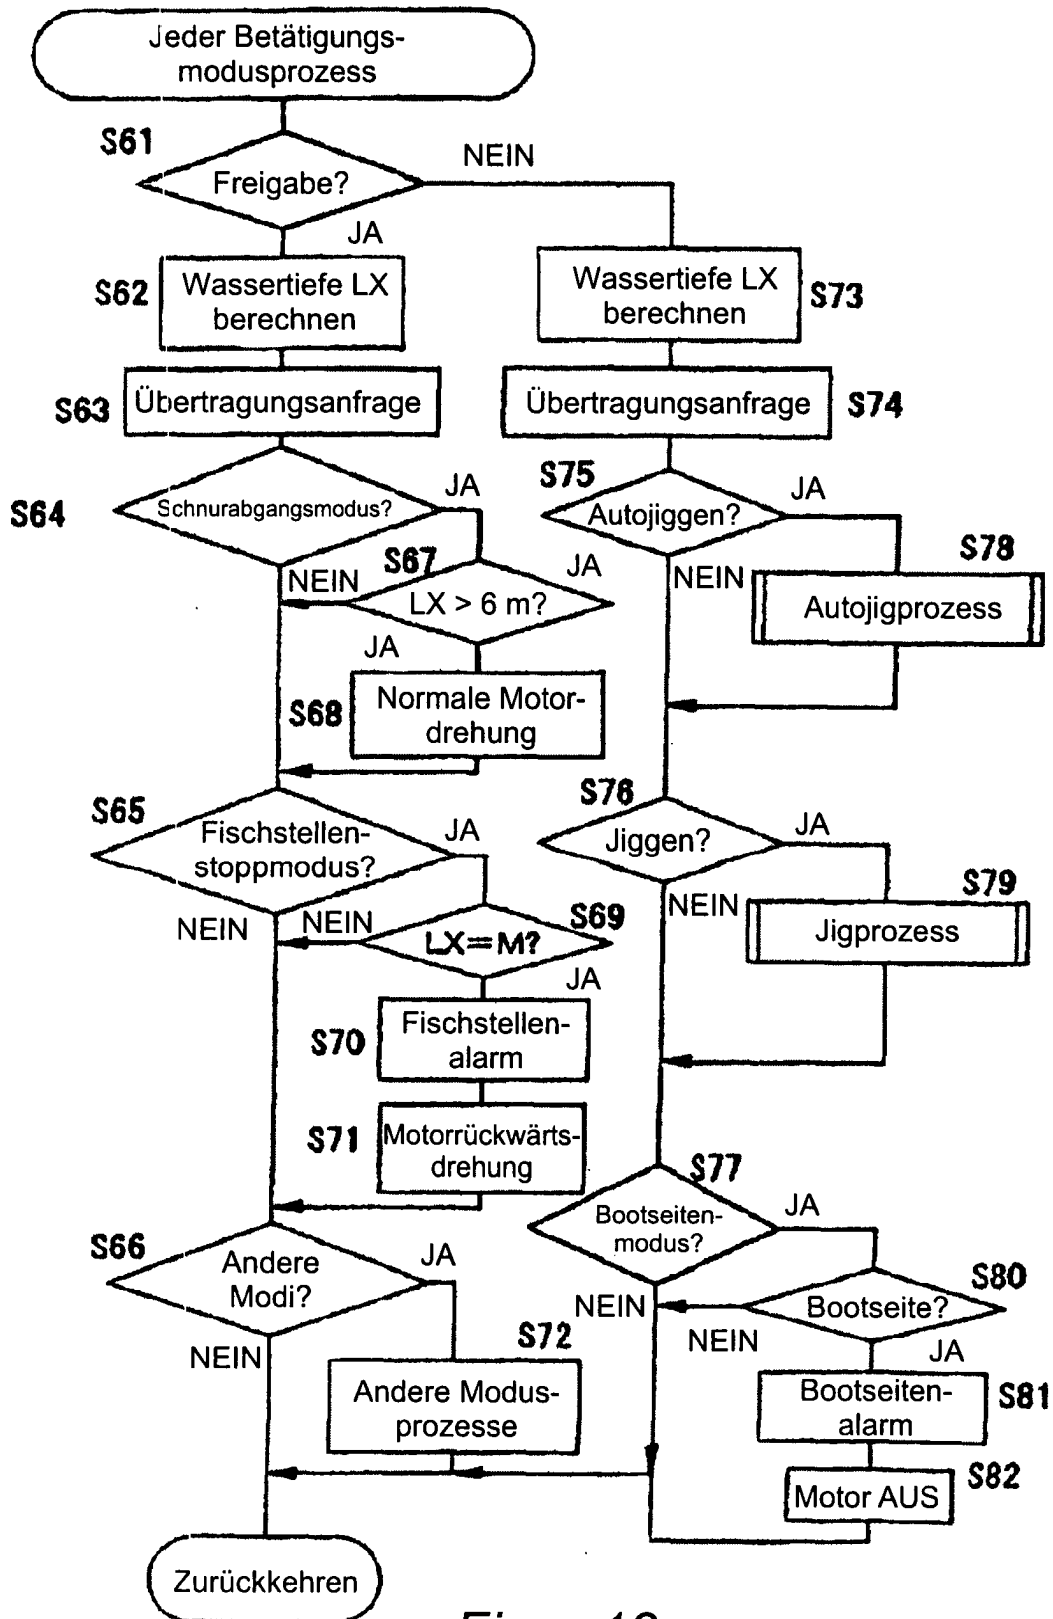 Jeder Betätigungs-
modusprozess
S61
Freigabe?
NEIN
JA
S62
Wassertiefe LX
berechnen
Wassertiefe LX
berechnen
S73
S63
Übertragungsanfrage
Übertragungsanfrage
S74
S64
Schnurabgangsmodus?
JA
S75
Autojiggen?
JA
S67
NEIN
LX > 6 m?
JA
NEIN
S78
Autojigprozess
JA
S68
Normale Motor-
drehung
S65
Fischstellen-
stoppmodus?
JA
S76
Jiggen?
JA
NEIN
NEIN
LX=M?
S69
JA
NEIN
S79
Jigprozess
S70
Fischstellen-
alarm
S71
Motorrückwärts-
drehung
S77
Bootseiten-
modus?
JA
S66
Andere
Modi?
JA
NEIN
NEIN
Bootseite?
S80
NEIN
JA
S72
Andere Modus-
prozesse
Bootseiten-
alarm
S81
Motor AUS
S82
Zurückkehren